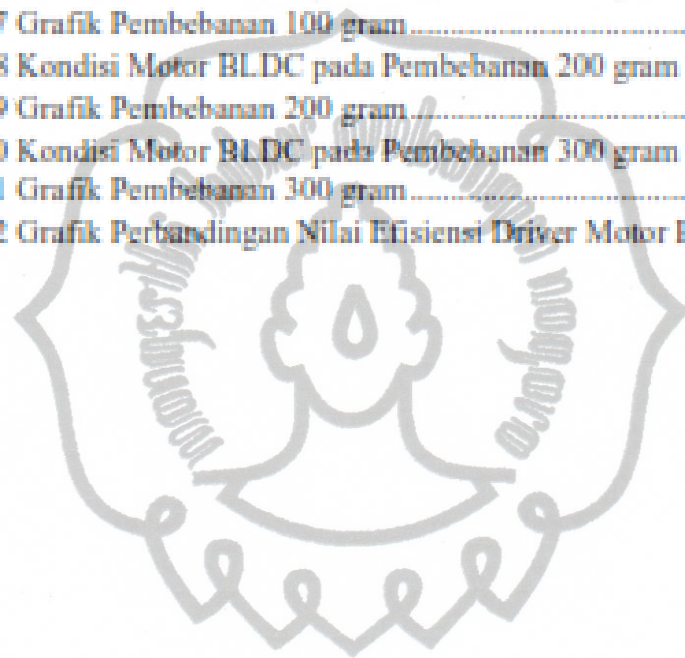 7 Grafik Pembebanan 100 gram
8 Kondisi Motor BLDC pada Pembebanan 200 gram
9 Grafik Pembebanan 200 gram
0 Kondisi Motor BLDC pada Pembebanan 300 gram
1 Grafik Pembebanan 300 gram
2 Grafik Perbandingan Nilai Efisiensi Driver Motor